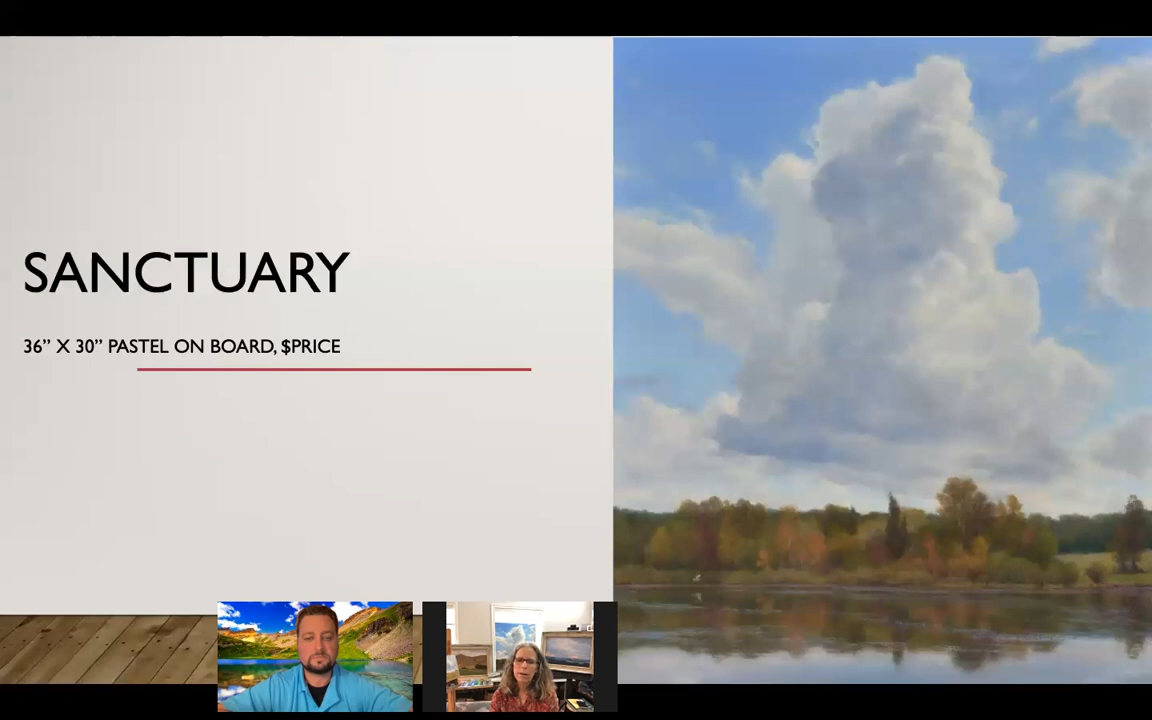 SANCTUARY
36” X 30” PASTEL ON BOARD, $PRICE